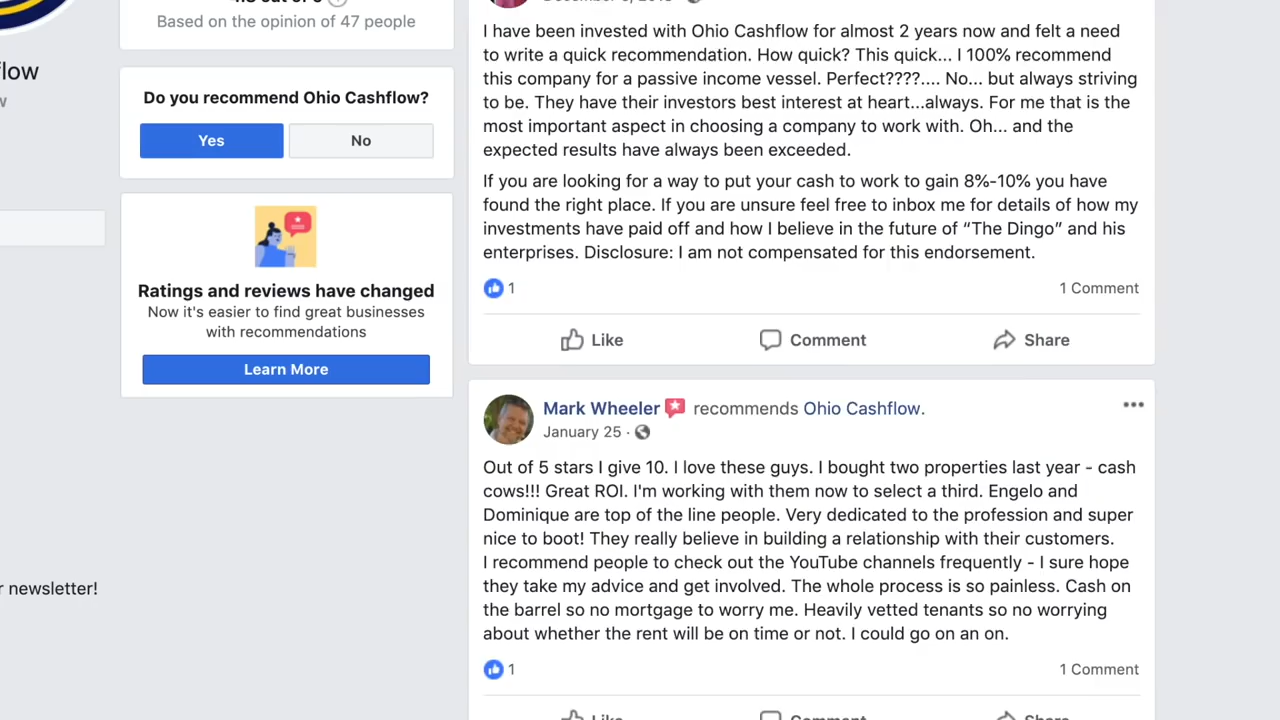 Based on the opinion of 47 people
low
Do you recommend Ohio Cashflow?
Yes
No
Ratings and reviews have changed
Now it's easier to find great businesses
with recommendations
Learn More
r newsletter!
I have been invested with Ohio Cashflow for almost 2 years now and felt a need
to write a quick recommendation. How quick? This quick... I 100% recommend
this company for a passive income vessel. Perfect????.... No... but always striving
to be. They have their investors best interest at heart...always. For me that is the
most important aspect in choosing a company to work with. Oh... and the
expected results have always been exceeded.
If you are looking for a way to put your cash to work to gain 8%-10% you have
found the right place. If you are unsure feel free to inbox me for details of how my
investments have paid off and how I believe in the future of “The Dingo” and his
enterprises. Disclosure: I am not compensated for this endorsement.
1
1 Comment
Like
Comment
Share
Mark Wheeler recommends Ohio Cashflow.
January 25 ·
Out of 5 stars I give 10. I love these guys. I bought two properties last year - cash
cows!!! Great ROI. I'm working with them now to select a third. Engelo and
Dominique are top of the line people. Very dedicated to the profession and super
nice to boot! They really believe in building a relationship with their customers.
I recommend people to check out the YouTube channels frequently - I sure hope
they take my advice and get involved. The whole process is so painless. Cash on
the barrel so no mortgage to worry me. Heavily vetted tenants so no worrying
about whether the rent will be on time or not. I could go on an on.
1
1 Comment
Like
Comment
Share